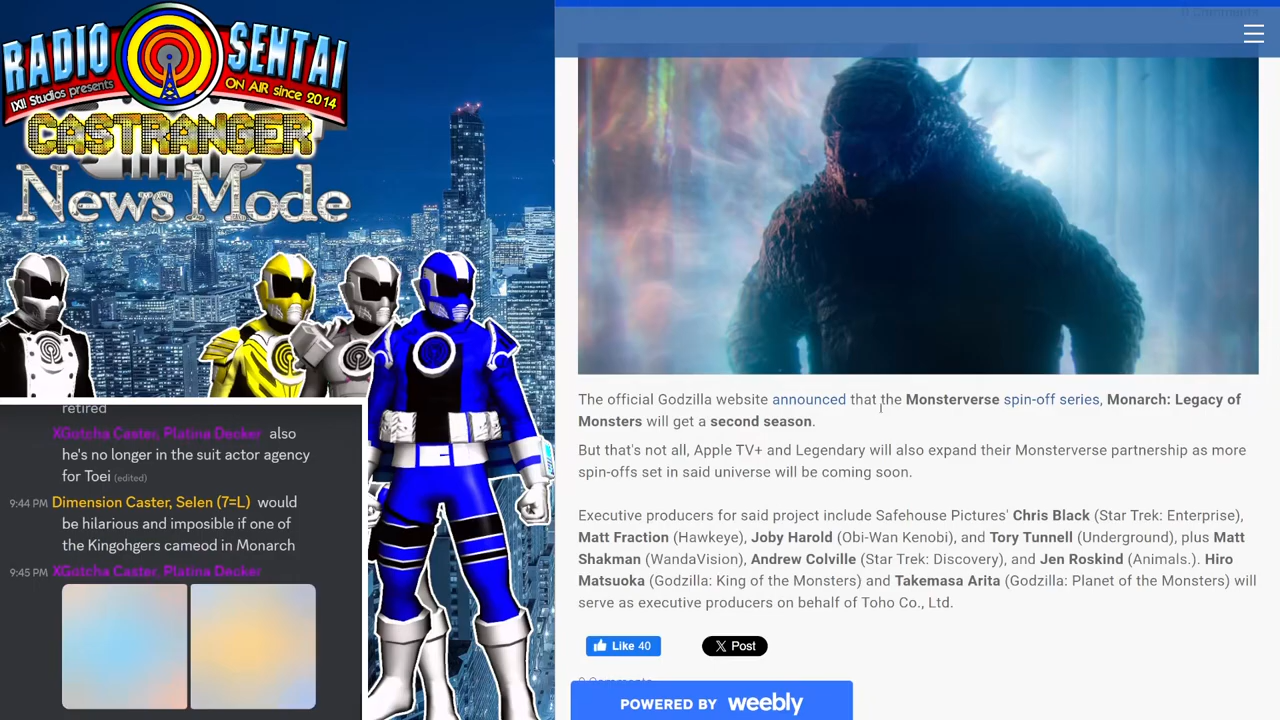 RADIO SENTAI
IXII Studios presents
ON AIR since 2014
CASTRANGER
News Mode
retired
XGotcha Caster, Platina Decker also
he's no longer in the suit actor agency
for Toei (edited)
9:44 PM Dimension Caster, Selen (7=L) would
be hilarious and imposible if one of
the Kingohgers cameod in Monarch
9:45 PM XGotcha Caster, Platina Decker
0 Comments
The official Godzilla website announced that the Monsterverse spin-off series, Monarch: Legacy of
Monsters will get a second season.
But that's not all, Apple TV+ and Legendary will also expand their Monsterverse partnership as more
spin-offs set in said universe will be coming soon.
Executive producers for said project include Safehouse Pictures' Chris Black (Star Trek: Enterprise),
Matt Fraction (Hawkeye), Joby Harold (Obi-Wan Kenobi), and Tory Tunnell (Underground), plus Matt
Shakman (WandaVision), Andrew Colville (Star Trek: Discovery), and Jen Roskind (Animals.). Hiro
Matsuoka (Godzilla: King of the Monsters) and Takemasa Arita (Godzilla: Planet of the Monsters) will
serve as executive producers on behalf of Toho Co., Ltd.
Like 40
Post
0 Comments
POWERED BY weebly